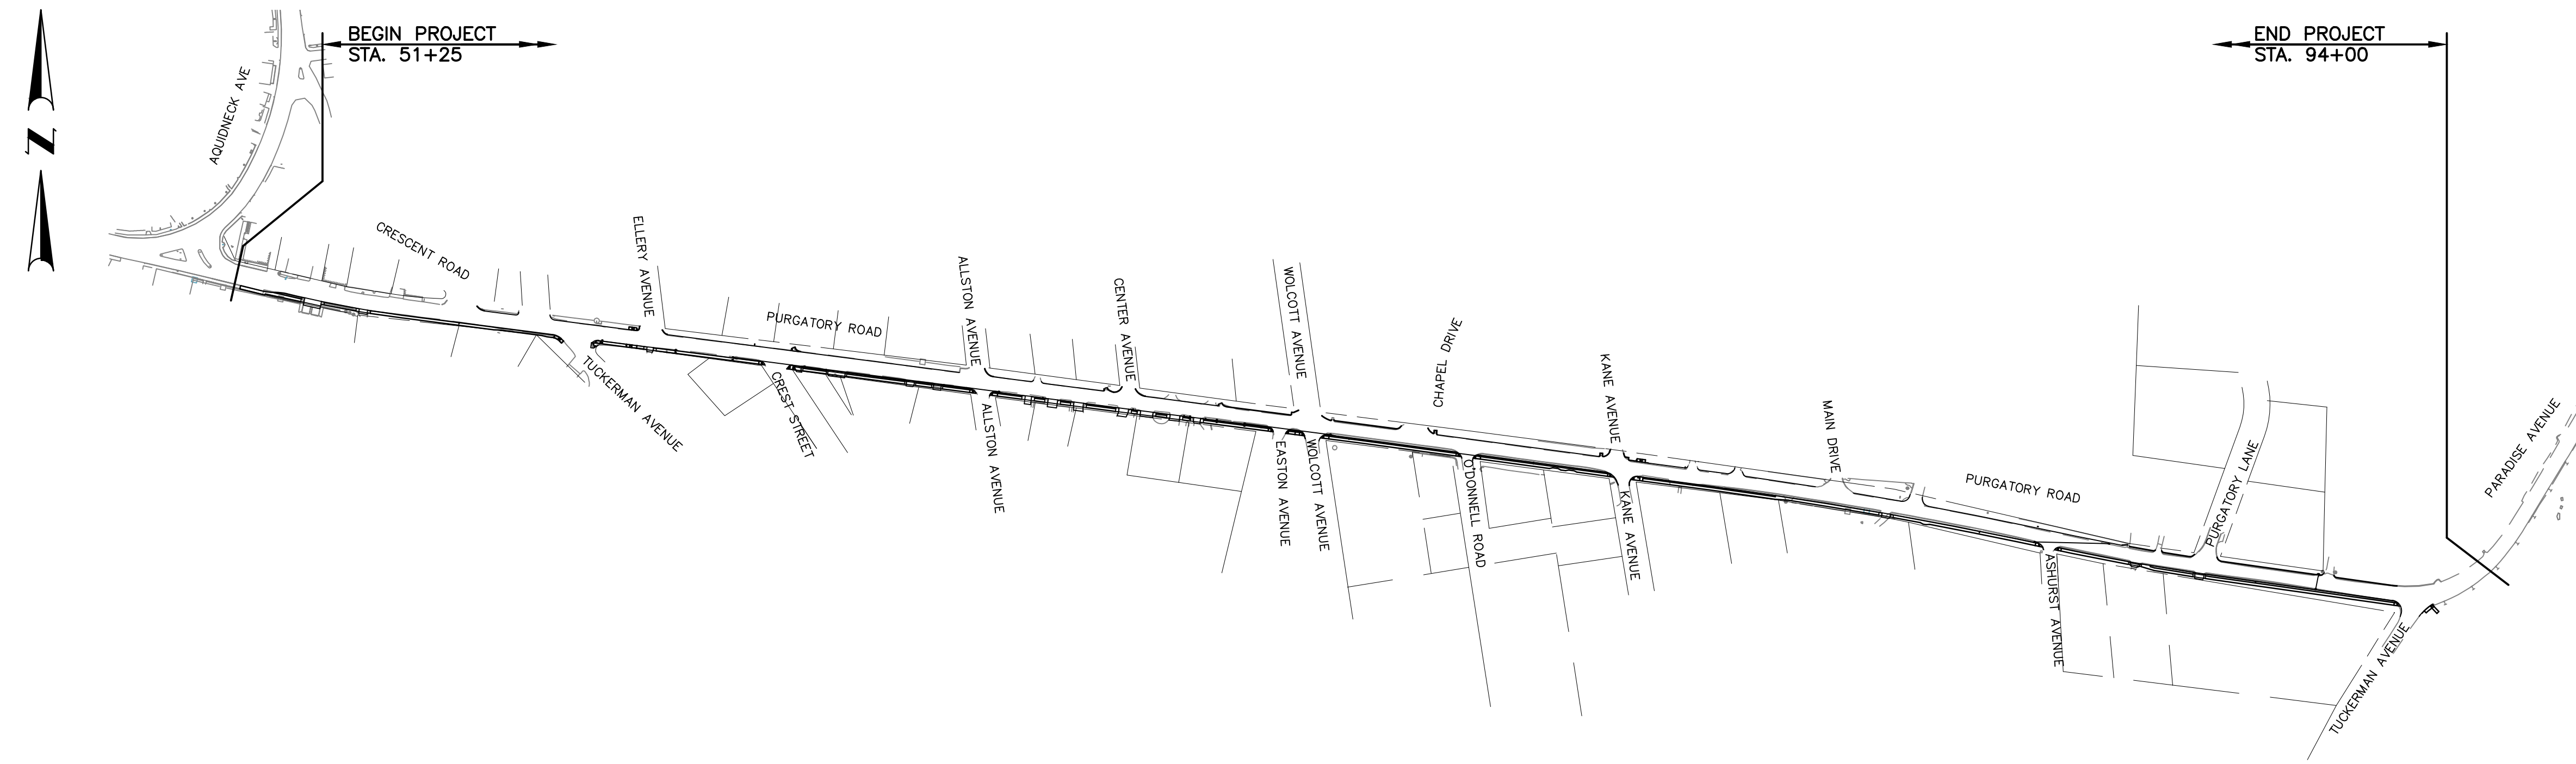 BEGIN PROJECT
STA. 51+25
END PROJECT
STA. 94+00
N
AQUIDNECK AVE
CRESCENT ROAD
ELLERY AVENUE
PURGATORY ROAD
ALLSTON AVENUE
CENTER AVENUE
WOLCOTT AVENUE
CHAPEL DRIVE
KANE AVENUE
MAIN DRIVE
PURGATORY ROAD
PURGATORY LANE
PARADISE AVENUE
TUCKERMAN AVENUE
CREST STREET
ALLSTON AVENUE
EASTON AVENUE
WOLCOTT AVENUE
O'DONNELL ROAD
KANE AVENUE
ASHURST AVENUE
TUCKERMAN AVENUE